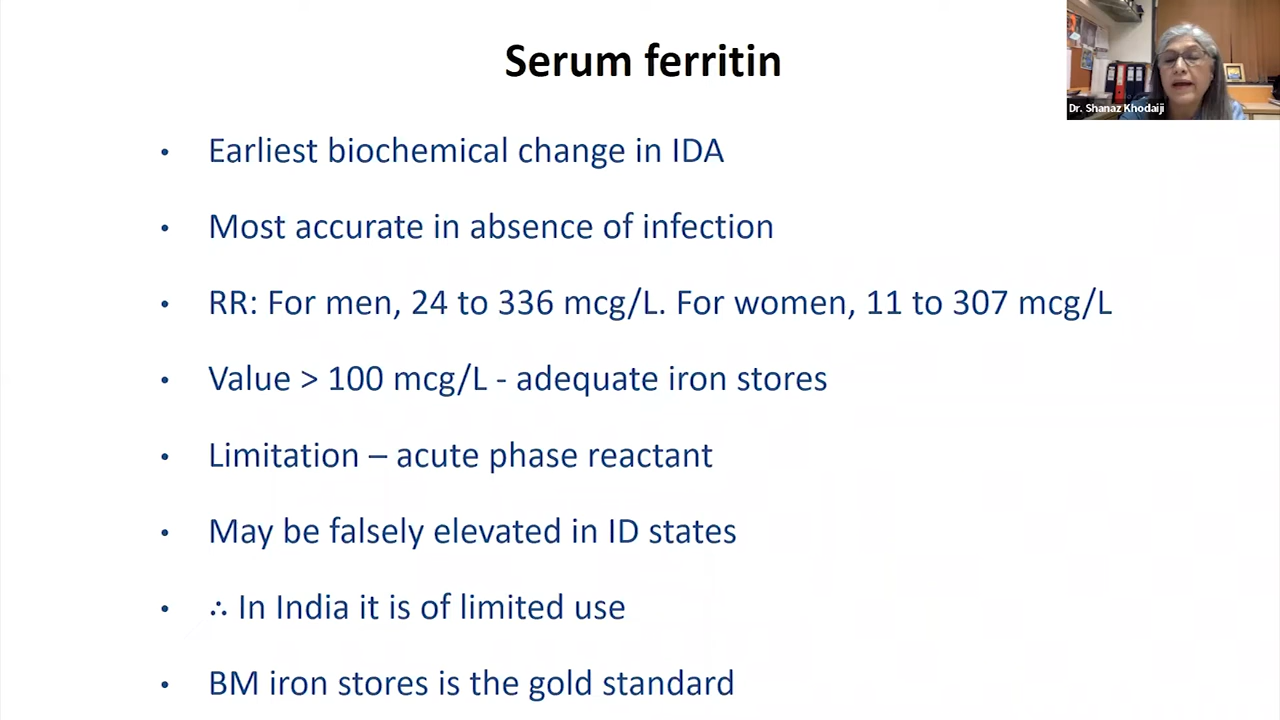 Serum ferritin
Dr. Shanaz Khodaiji
• Earliest biochemical change in IDA
• Most accurate in absence of infection
• RR: For men, 24 to 336 mcg/L. For women, 11 to 307 mcg/L
• Value > 100 mcg/L - adequate iron stores
• Limitation – acute phase reactant
• May be falsely elevated in ID states
• ∴ In India it is of limited use
• BM iron stores is the gold standard